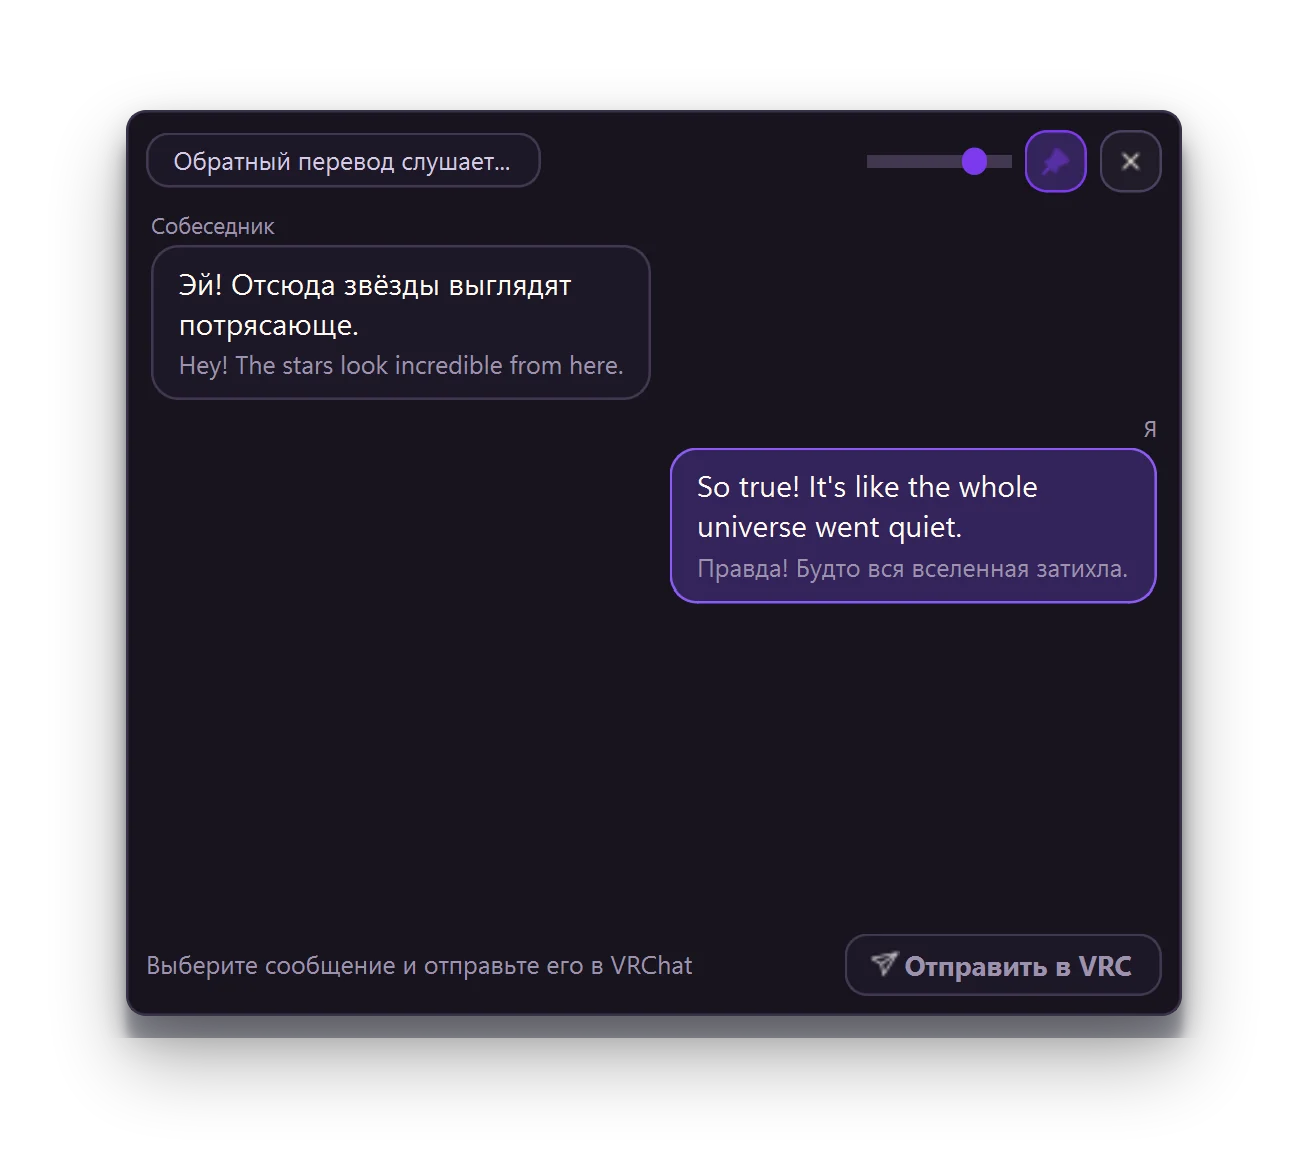 Обратный перевод слушает...
Собеседник
Эй! Отсюда звёзды выглядят
потрясающе.
Hey! The stars look incredible from here.
Я
So true! It's like the whole
universe went quiet.
Правда! Будто вся вселенная затихла.
Выберите сообщение и отправьте его в VRChat
Отправить в VRC